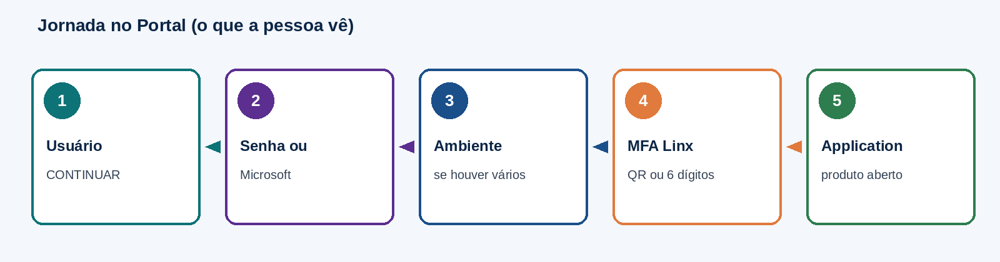 Jornada no Portal (o que a pessoa vê)
1
Usuário
CONTINUAR
2
Senha ou
Microsoft
3
Ambiente
se houver vários
4
MFA Linx
QR ou 6 dígitos
5
Application
produto aberto